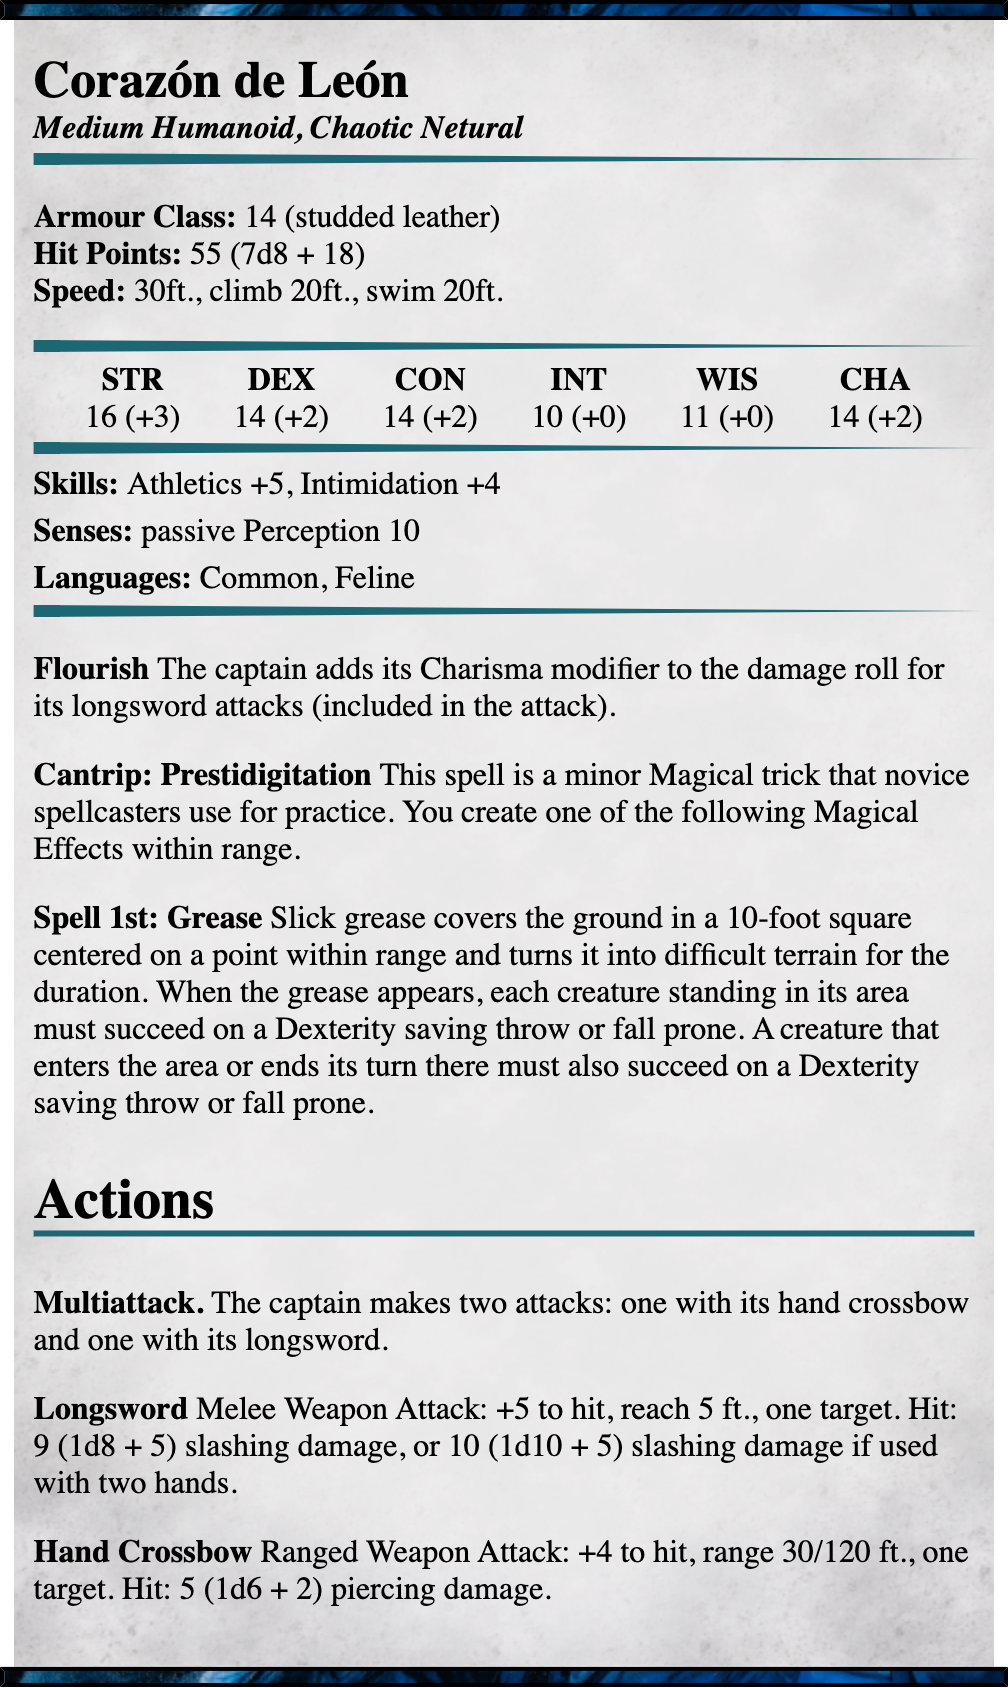 Corazón de León
Medium Humanoid, Chaotic Netural
Armour Class: 14 (studded leather)
Hit Points: 55 (7d8 + 18)
Speed: 30ft., climb 20ft., swim 20ft.
STR DEX CON INT WIS CHA
16 (+3) 14 (+2) 14 (+2) 10 (+0) 11 (+0) 14 (+2)
Skills: Athletics +5, Intimidation +4
Senses: passive Perception 10
Languages: Common, Feline
Flourish The captain adds its Charisma modifier to the damage roll for
its longsword attacks (included in the attack).
Cantrip: Prestidigitation This spell is a minor Magical trick that novice
spellcasters use for practice. You create one of the following Magical
Effects within range.
Spell 1st: Grease Slick grease covers the ground in a 10-foot square
centered on a point within range and turns it into difficult terrain for the
duration. When the grease appears, each creature standing in its area
must succeed on a Dexterity saving throw or fall prone. A creature that
enters the area or ends its turn there must also succeed on a Dexterity
saving throw or fall prone.
Actions
Multiattack. The captain makes two attacks: one with its hand crossbow
and one with its longsword.
Longsword Melee Weapon Attack: +5 to hit, reach 5 ft., one target. Hit:
9 (1d8 + 5) slashing damage, or 10 (1d10 + 5) slashing damage if used
with two hands.
Hand Crossbow Ranged Weapon Attack: +4 to hit, range 30/120 ft., one
target. Hit: 5 (1d6 + 2) piercing damage.